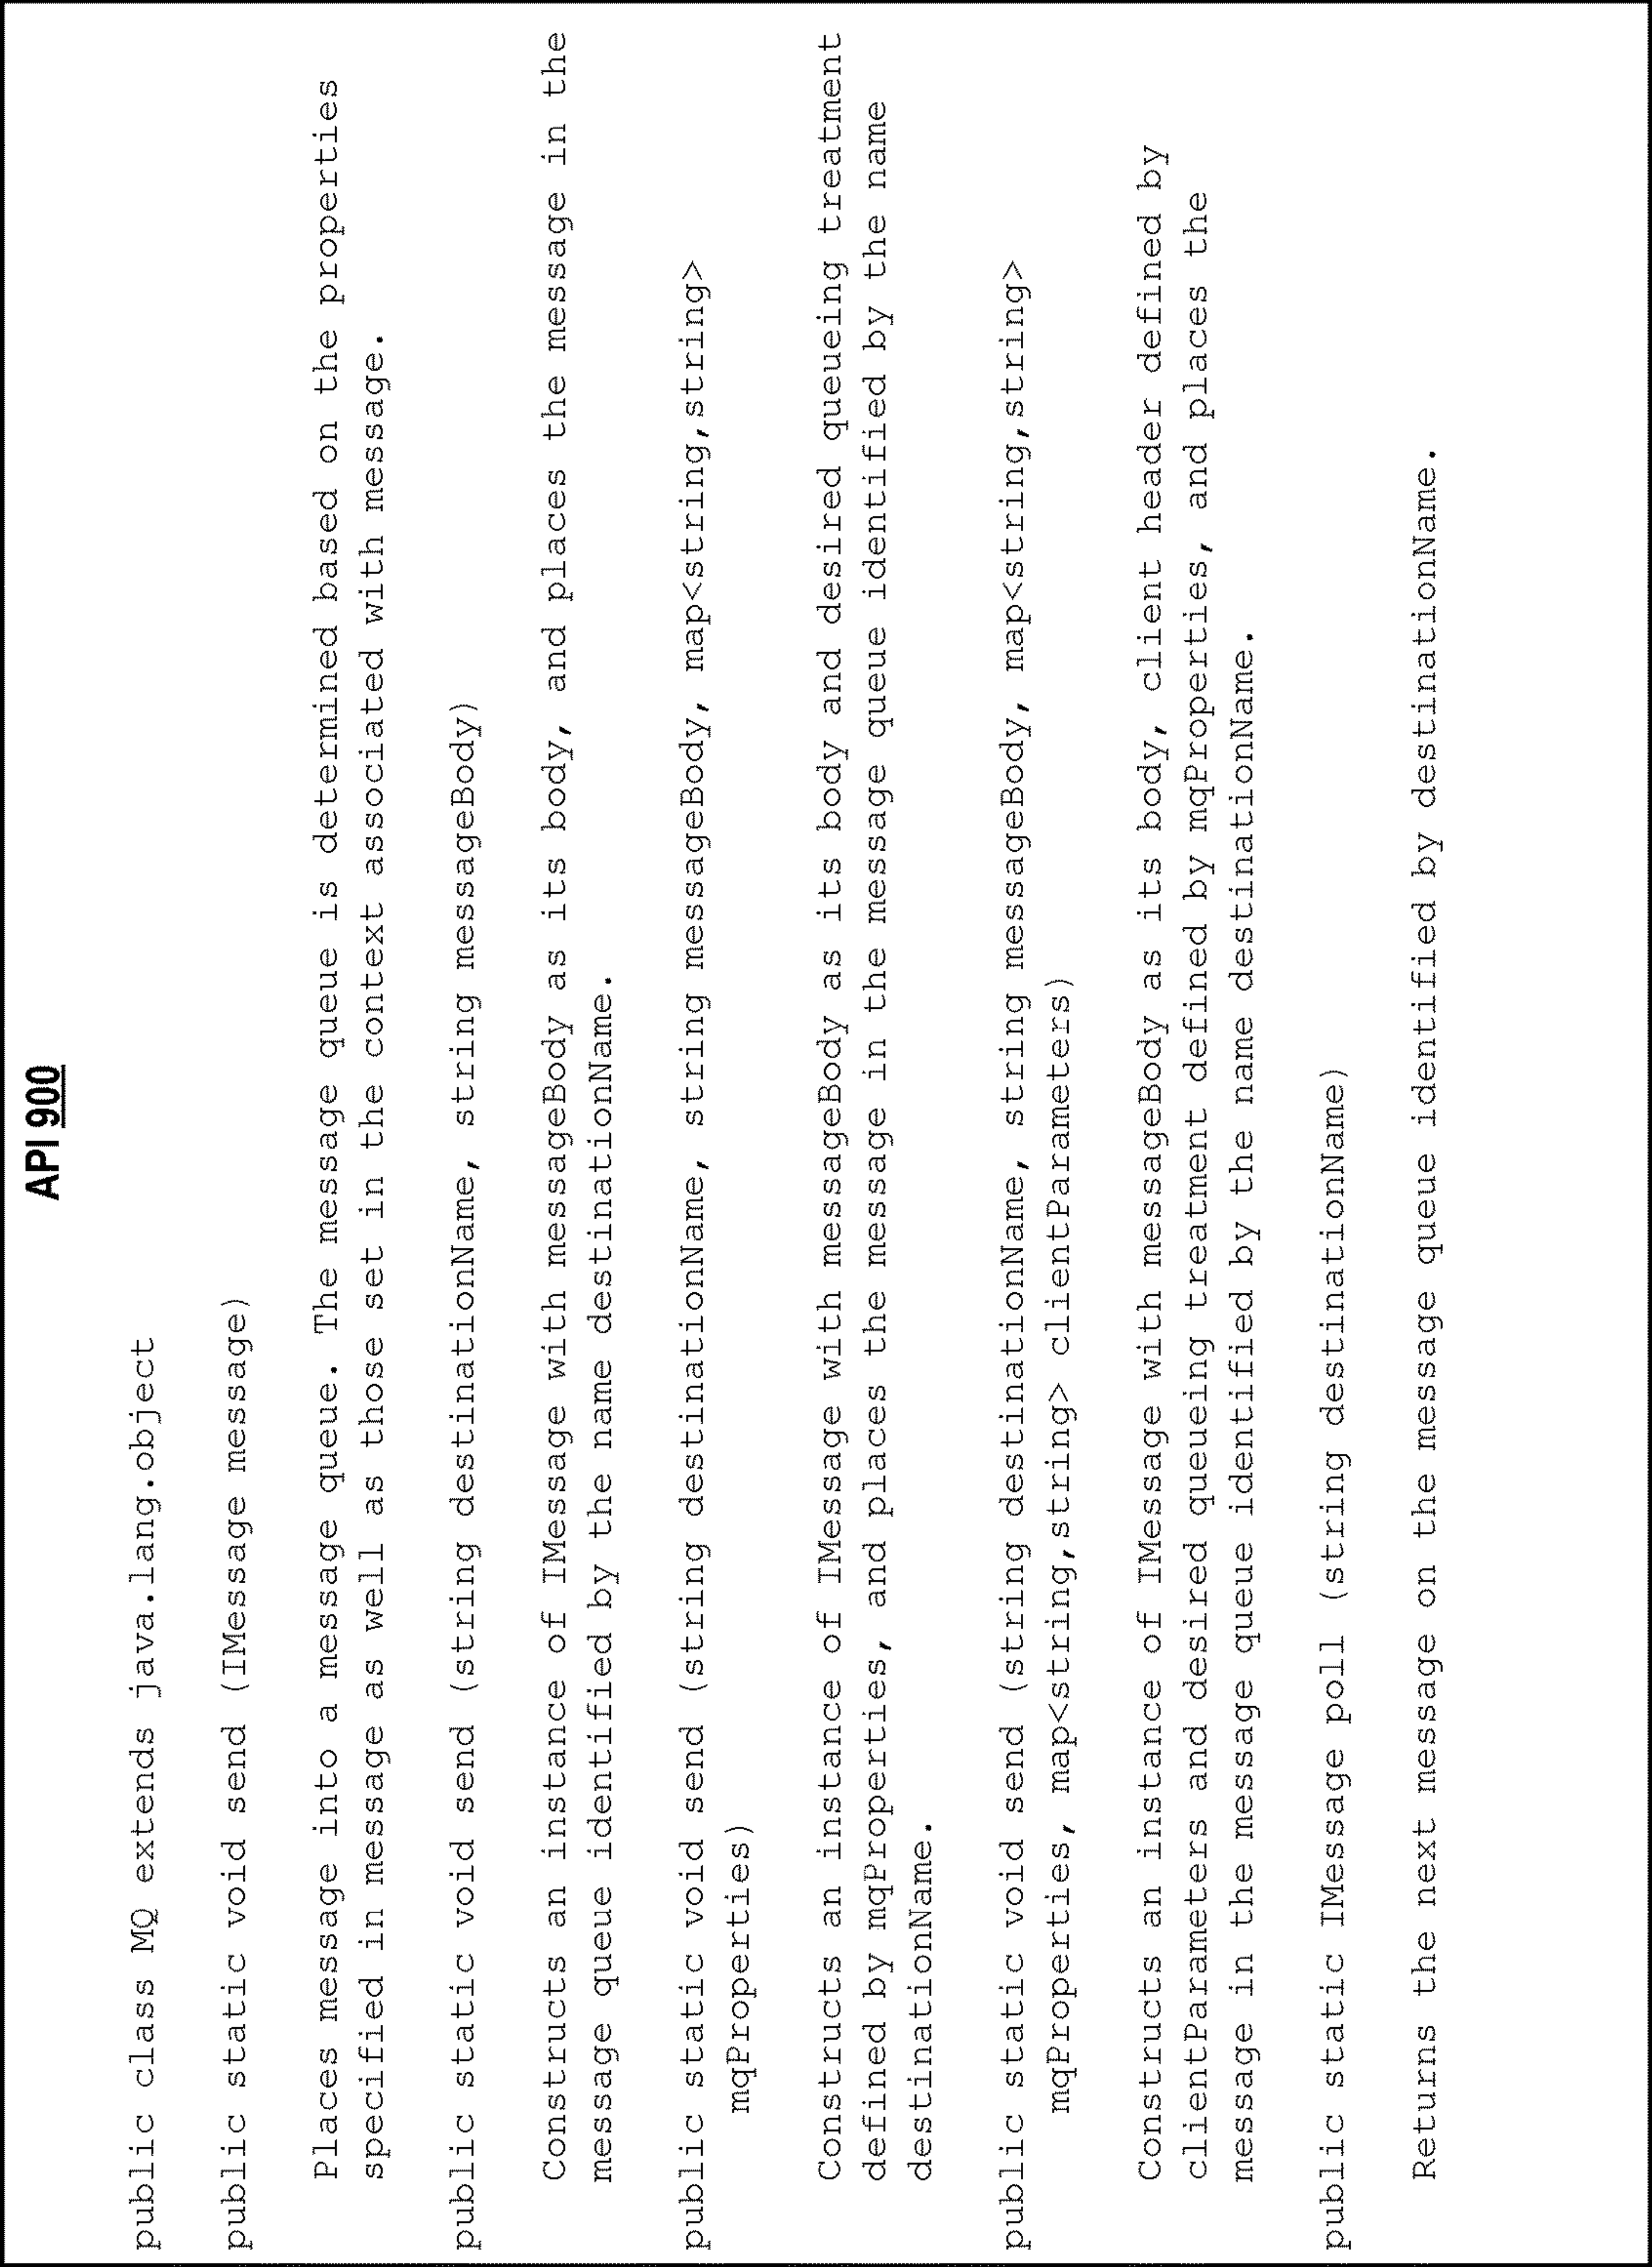 API 900
public class MQ extends java.lang.object
public static void send (IMessage message)
Places message into a message queue. The message queue is determined based on the properties
specified in message as well as those set in the context associated with message.
public static void send (string destinationName, string messageBody)
Constructs an instance of IMessage with messageBody as its body, and places the message in the
message queue identified by the name destinationName.
public static void send (string destinationName, string messageBody, map<string,string>
mqProperties)
Constructs an instance of IMessage with messageBody as its body and desired queueing treatment
defined by mqProperties, and places the message in the message queue identified by the name
destinationName.
public static void send (string destinationName, string messageBody, map<string,string>
mqProperties, map<string,string> clientParameters)
Constructs an instance of IMessage with messageBody as its body, client header defined by
clientParameters and desired queueing treatment defined by mqProperties, and places the
message in the message queue identified by the name destinationName.
public static IMessage poll (string destinationName)
Returns the next message on the message queue identified by destinationName.